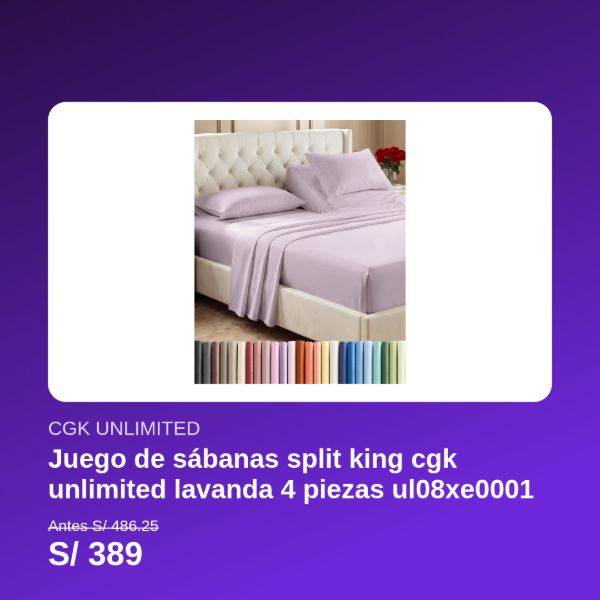 CGK UNLIMITED
Juego de sábanas split king cgk
unlimited lavanda 4 piezas ul08xe0001
Antes S/ 486.25
S/ 389